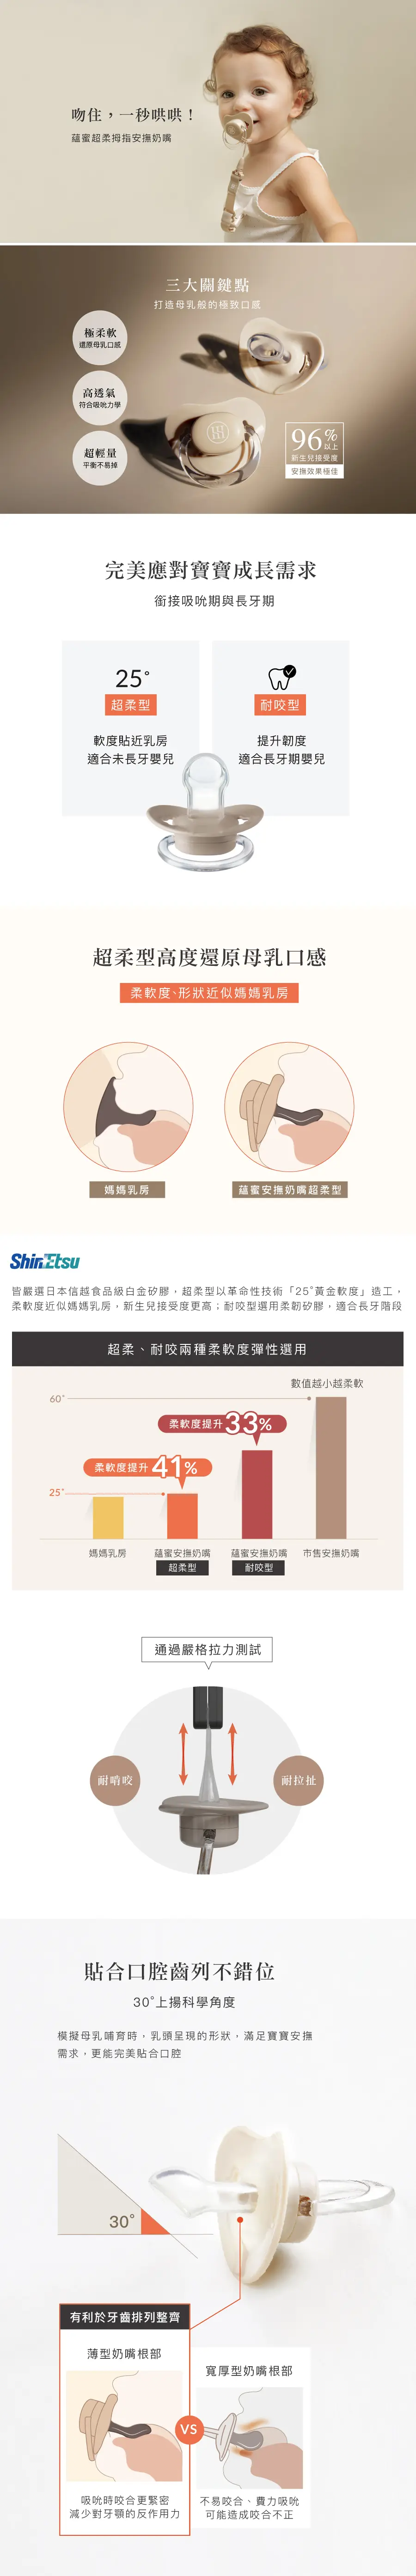 吻住，一秒哄哄！
蘊蜜超柔拇指安撫奶嘴
三大關鍵點
打造母乳般的極致口感
極柔軟
還原母乳口感
高透氣
符合吸吮力學
超輕量
平衡不易掉
96%以上
新生兒接受度
安撫效果極佳
完美應對寶寶成長需求
銜接吸吮期與長牙期
25°
超柔型
軟度貼近乳房
適合未長牙嬰兒
耐咬型
提升韌度
適合長牙期嬰兒
超柔型高度還原母乳口感
柔軟度、形狀近似媽媽乳房
媽媽乳房
蘊蜜安撫奶嘴超柔型
ShinEtsu
皆嚴選日本信越食品級白金矽膠，超柔型以革命性技術「25°黃金軟度」造工，
柔軟度近似媽媽乳房，新生兒接受度更高；耐咬型選用柔韌矽膠，適合長牙階段
超柔、耐咬兩種柔軟度彈性選用
數值越小越柔軟
60°
柔軟度提升33%
柔軟度提升41%
25°
媽媽乳房
蘊蜜安撫奶嘴
超柔型
蘊蜜安撫奶嘴
耐咬型
市售安撫奶嘴
通過嚴格拉力測試
耐啃咬
耐拉扯
貼合口腔齒列不錯位
30°上揚科學角度
模擬母乳哺育時，乳頭呈現的形狀，滿足寶寶安撫
需求，更能完美貼合口腔
30°
有利於牙齒排列整齊
薄型奶嘴根部
吸吮時咬合更緊密
減少對牙顎的反作用力
VS
寬厚型奶嘴根部
不易咬合、費力吸吮
可能造成咬合不正